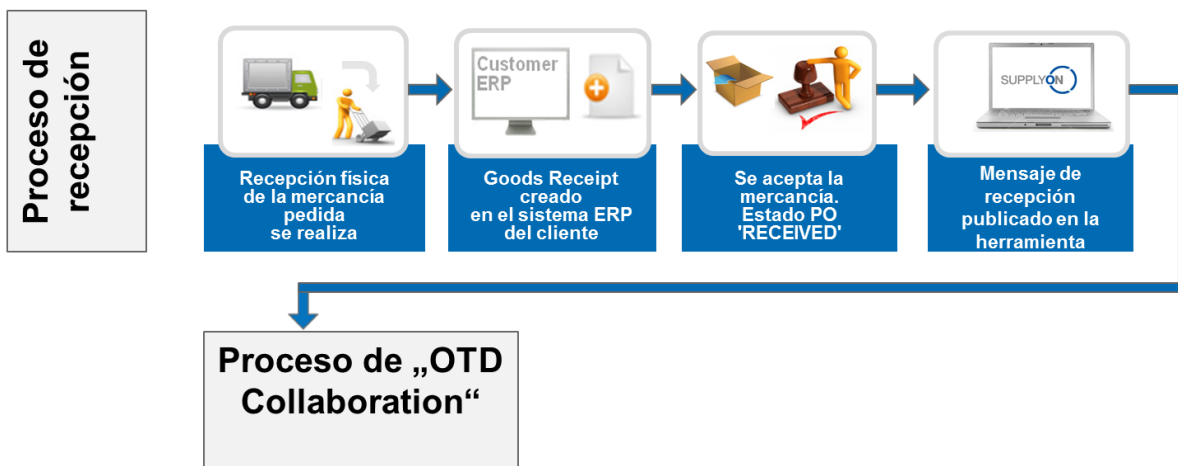 Proceso de
recepción
Customer
ERP
SUPPLYON
Recepción física
de la mercancía
pedida
se realiza
Goods Receipt
creado
en el sistema ERP
del cliente
Se acepta la
mercancía.
Estado PO
'RECEIVED'
Mensaje de
recepción
publicado en la
herramienta
Proceso de „OTD
Collaboration“